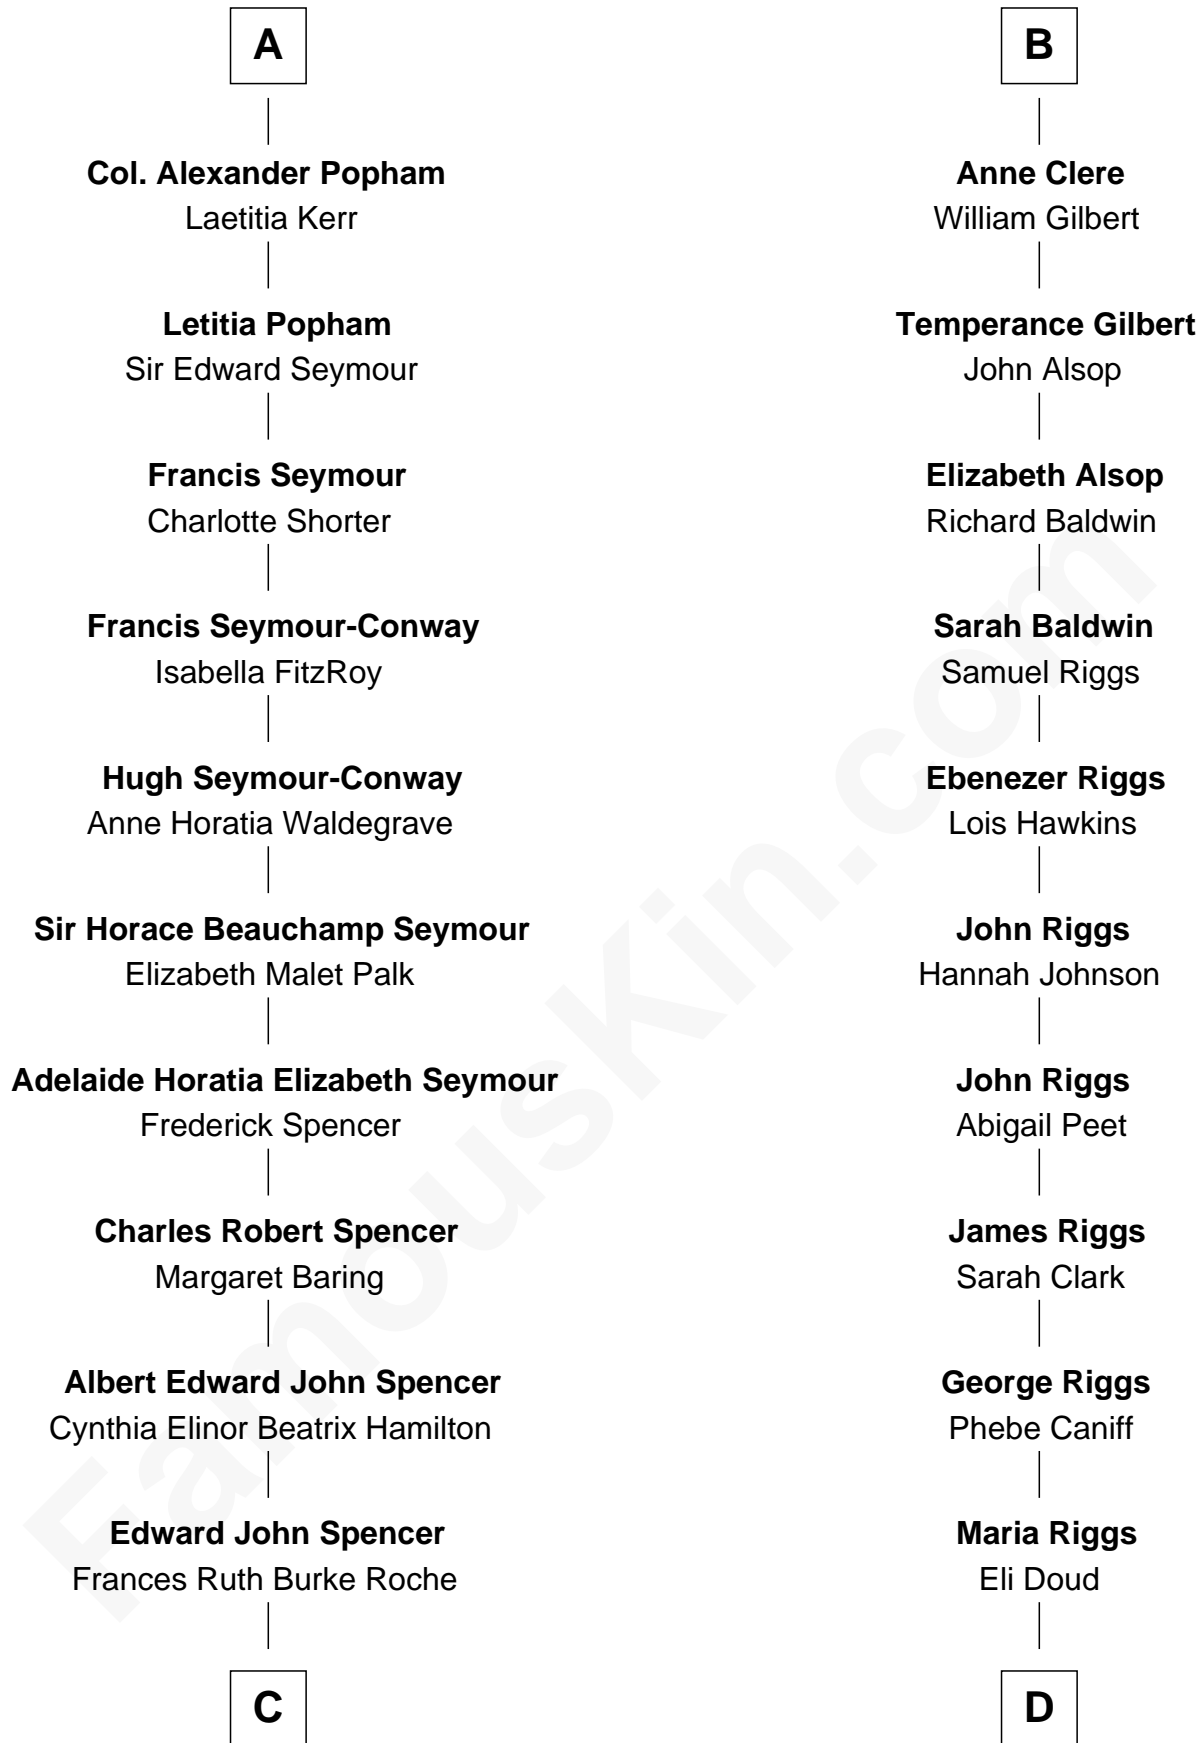 A
Col. Alexander Popham
Laetitia Kerr
Letitia Popham
Sir Edward Seymour
Francis Seymour
Charlotte Shorter
Francis Seymour-Conway
Isabella FitzRoy
Hugh Seymour-Conway
Anne Horatia Waldegrave
Sir Horace Beauchamp Seymour
Elizabeth Malet Palk
Adelaide Horatia Elizabeth Seymour
Frederick Spencer
Charles Robert Spencer
Margaret Baring
Albert Edward John Spencer
Cynthia Elinor Beatrix Hamilton
Edward John Spencer
Frances Ruth Burke Roche
C
B
Anne Clere
William Gilbert
Temperance Gilbert
John Alsop
Elizabeth Alsop
Richard Baldwin
Sarah Baldwin
Samuel Riggs
Ebenezer Riggs
Lois Hawkins
John Riggs
Hannah Johnson
John Riggs
Abigail Peet
James Riggs
Sarah Clark
George Riggs
Phebe Caniff
Maria Riggs
Eli Doud
D
FamousKin.com